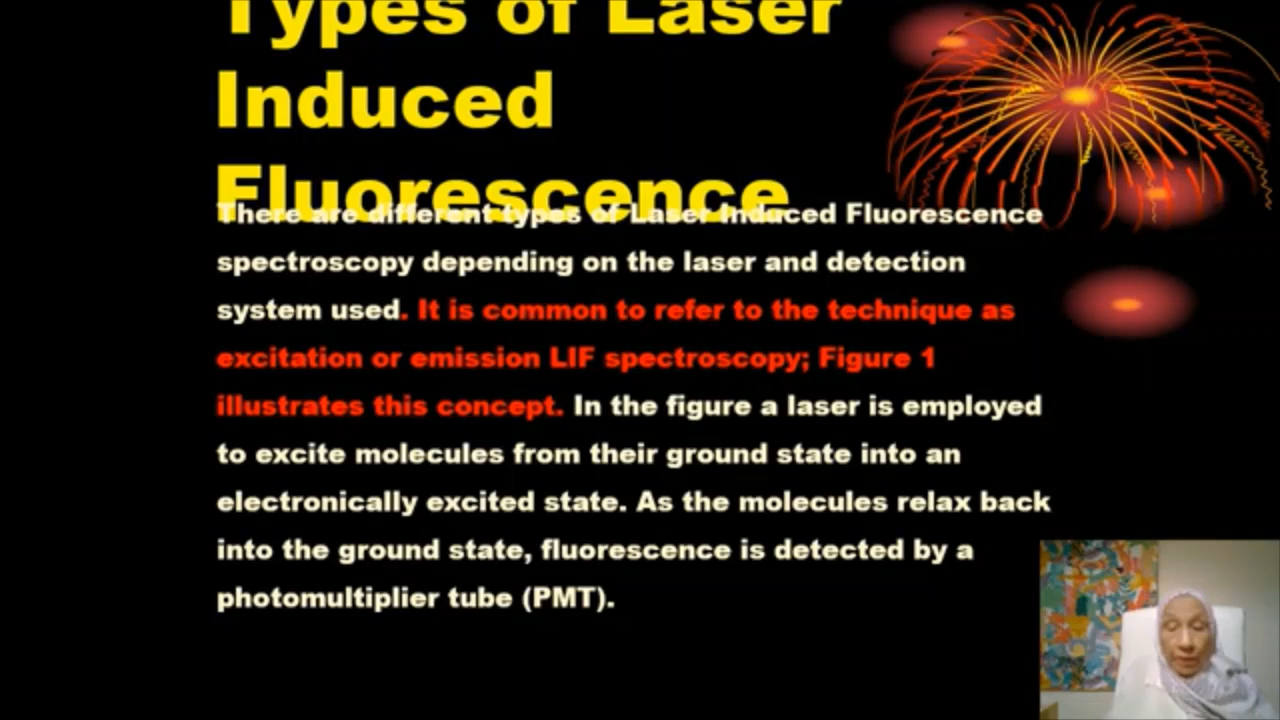 Types of Laser
Induced
Fluorescence
There are different types of Laser Induced Fluorescence
spectroscopy depending on the laser and detection
system used. It is common to refer to the technique as
excitation or emission LIF spectroscopy; Figure 1
illustrates this concept. In the figure a laser is employed
to excite molecules from their ground state into an
electronically excited state. As the molecules relax back
into the ground state, fluorescence is detected by a
photomultiplier tube (PMT).